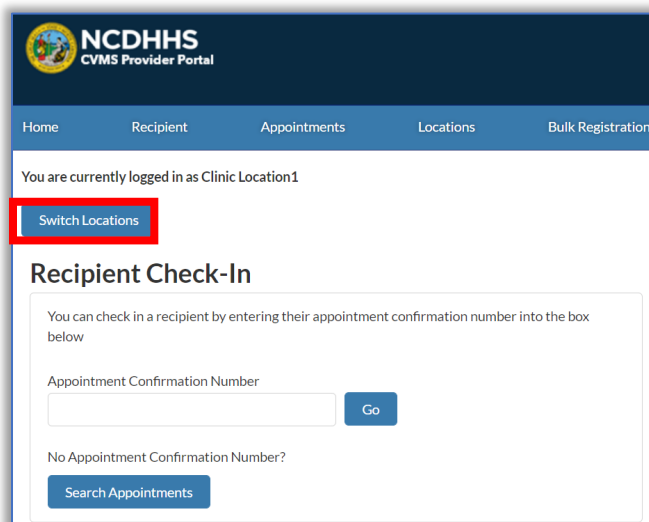 NCDHHS
CVMS Provider Portal
Home Recipient Appointments Locations Bulk Registration
You are currently logged in as Clinic Location1
Switch Locations
Recipient Check-In
You can check in a recipient by entering their appointment confirmation number into the box
below
Appointment Confirmation Number
Go
No Appointment Confirmation Number?
Search Appointments